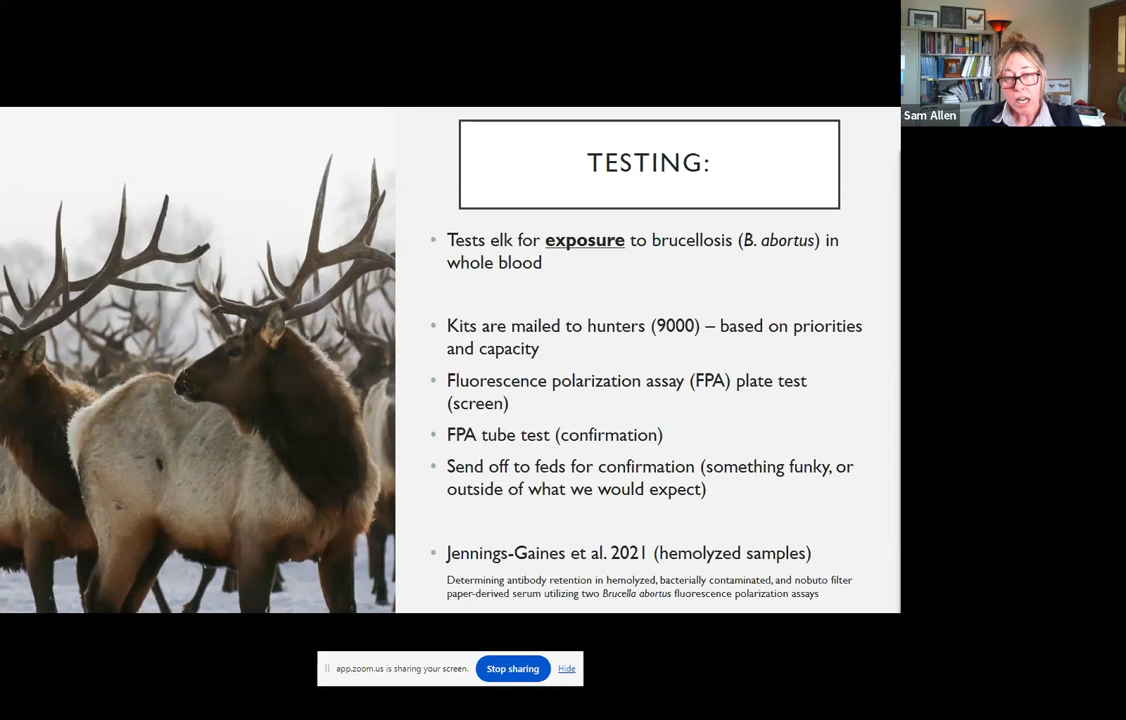 Sam Allen
TESTING:
• Tests elk for exposure to brucellosis (B. abortus) in
whole blood
• Kits are mailed to hunters (9000) – based on priorities
and capacity
• Fluorescence polarization assay (FPA) plate test
(screen)
• FPA tube test (confirmation)
• Send off to feds for confirmation (something funky, or
outside of what we would expect)
• Jennings-Gaines et al. 2021 (hemolyzed samples)
Determining antibody retention in hemolyzed, bacterially contaminated, and nobuto filter
paper-derived serum utilizing two Brucella abortus fluorescence polarization assays
app.zoom.us is sharing your screen. Stop sharing Hide